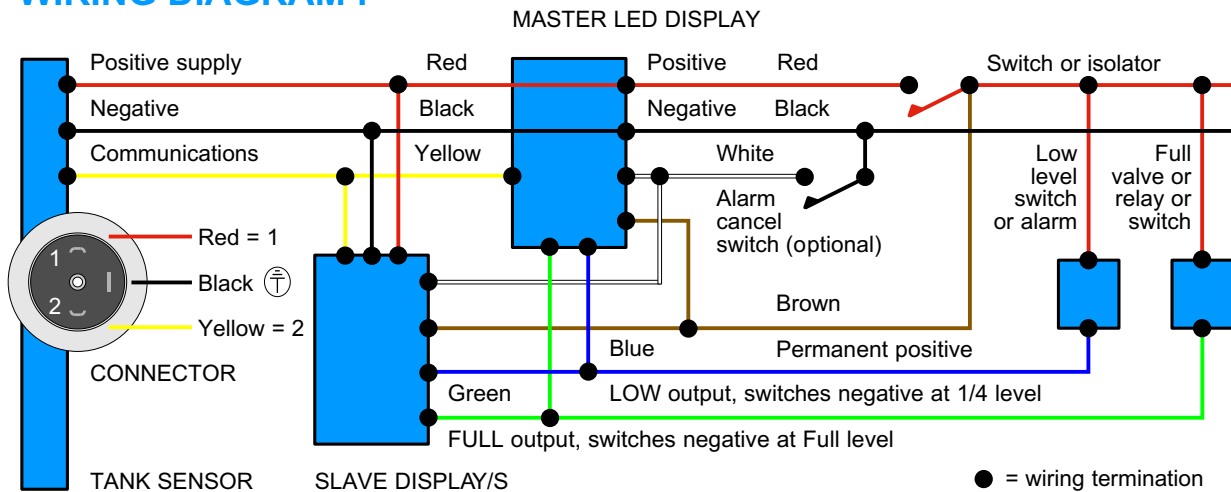 WIRING DIAGRAM
MASTER LED DISPLAY
Positive supply Red Positive Red Switch or isolator
Negative Black Negative Black
Communications Yellow White
Low level switch or alarm
Full valve or relay or switch
Alarm
cancel
switch (optional)
1
2
Red = 1
Black
Yellow = 2
Brown
Blue Permanent positive
CONNECTOR
Green LOW output, switches negative at 1/4 level
FULL output, switches negative at Full level
TANK SENSOR SLAVE DISPLAY/S ● = wiring termination